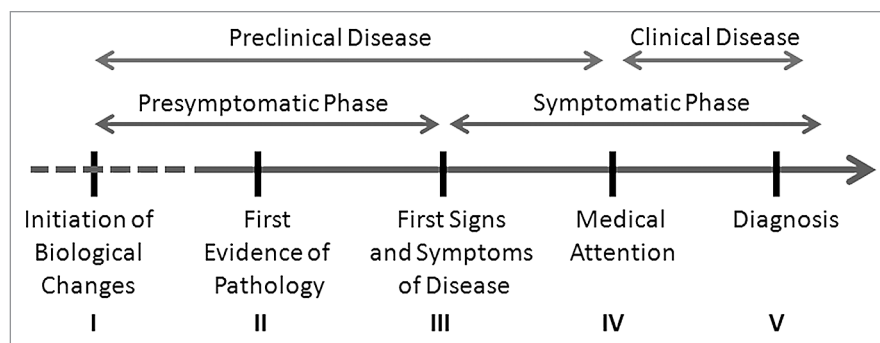 Preclinical Disease
Clinical Disease
Presymptomatic Phase
Symptomatic Phase
Initiation of
Biological
Changes
I
First
Evidence of
Pathology
II
First Signs
and Symptoms
of Disease
III
Medical
Attention
IV
Diagnosis
V